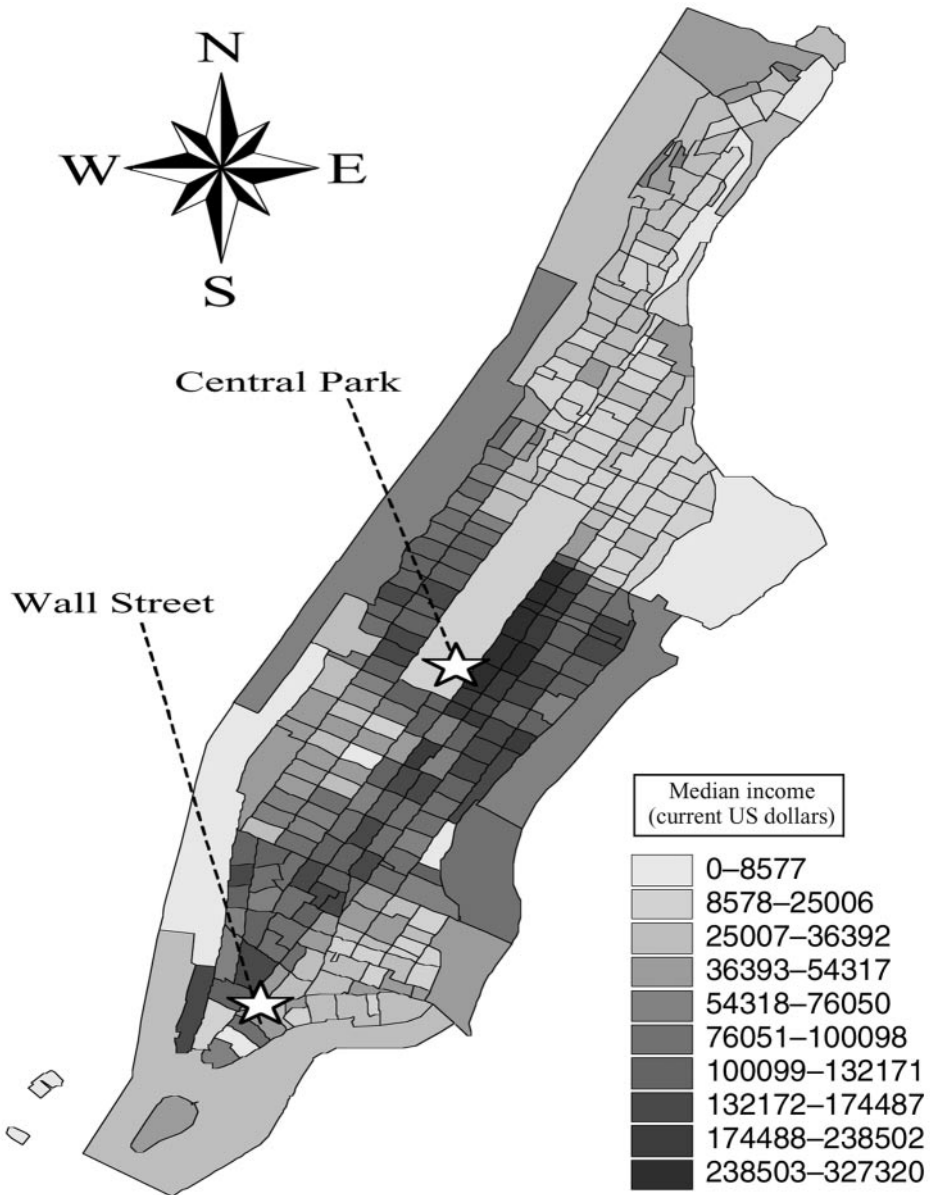 N
W E
S
Central Park
Wall Street
Median income
(current US dollars)
0–8577
8578–25006
25007–36392
36393–54317
54318–76050
76051–100098
100099–132171
132172–174487
174488–238502
238503–327320